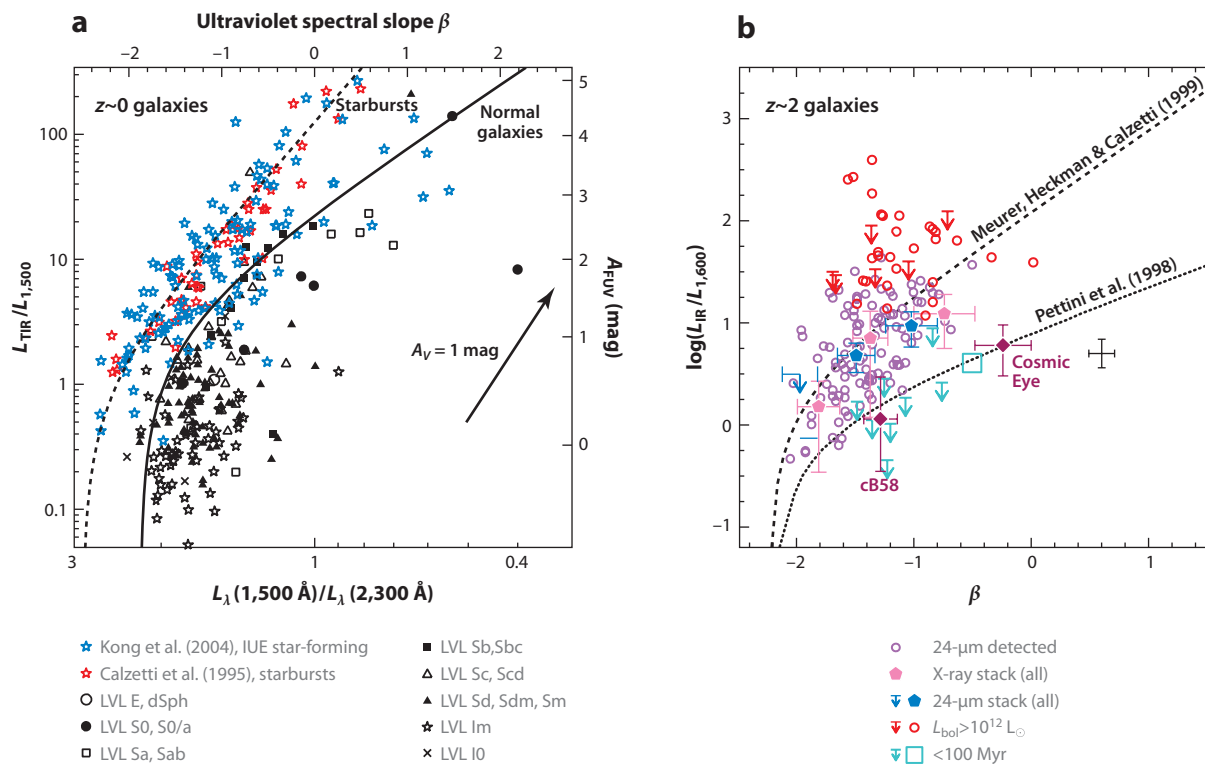 a
Ultraviolet spectral slope β
−2 −1 0 1 2
z~0 galaxies
Starbursts
Normal
galaxies
A_V = 1 mag
100
10
1
0.1
L_TIR/L_1,500
5
4
3
2
1
0
A_FUV (mag)
3 1 0.4
L_λ (1,500 Å)/L_λ (2,300 Å)
Kong et al. (2004), IUE star-forming
Calzetti et al. (1995), starbursts
LVL E, dSph
LVL S0, S0/a
LVL Sa, Sab
LVL Sb,Sbc
LVL Sc, Scd
LVL Sd, Sdm, Sm
LVL Im
LVL I0
b
z~2 galaxies
Meurer, Heckman & Calzetti (1999)
Pettini et al. (1998)
Cosmic
Eye
cB58
3
2
1
0
−1
log(L_IR/L_1,600)
−2 −1 0 1
β
24-μm detected
X-ray stack (all)
24-μm stack (all)
L_bol>10^12 L_☉
<100 Myr